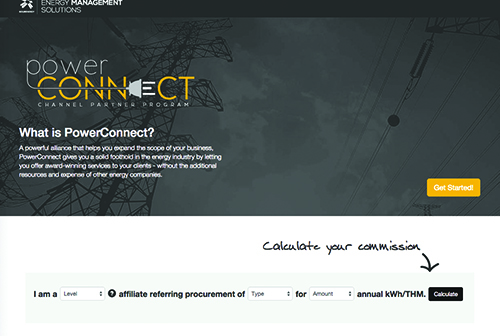 ENERGY MANAGEMENT
SOLUTIONS
power
CONNECT
CHANNEL PARTNER PROGRAM
What is PowerConnect?
A powerful alliance that helps you expand the scope of your business,
PowerConnect gives you a solid foothold in the energy industry by letting
you offer award-winning services to your clients - without the additional
resources and expense of other energy companies.
Get Started!
Calculate your commission
I am a Level ? affiliate referring procurement of Type for Amount annual kWh/THM. Calculate